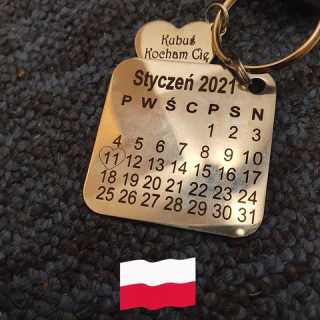 Kubuś
Kocham Cię
Styczeń 2021
P W Ś C P S N
1 2 3
4 5 6 7 8 9 10
11 12 13 14 15 16 17
18 19 20 21 22 23 24
25 26 27 28 29 30 31